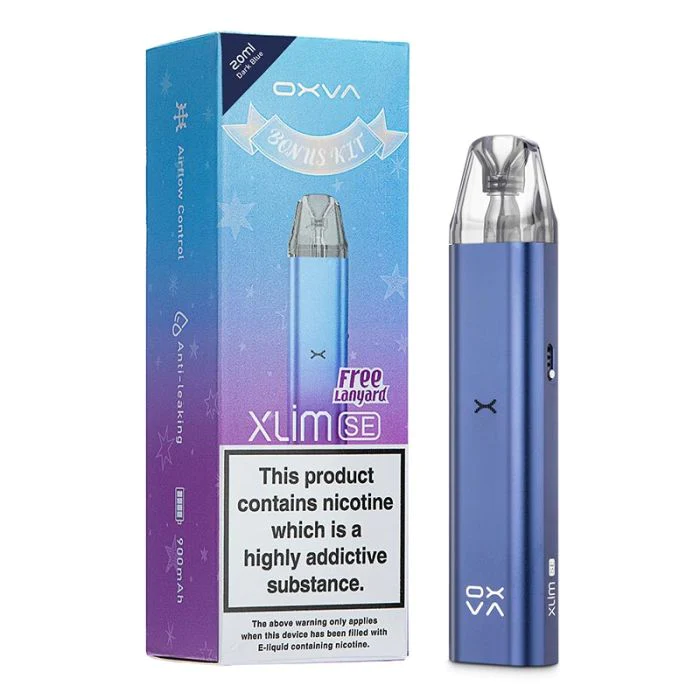 20ml
Dark Blue
OXVA
BONUS KIT
Free
Lanyard
XLIM SE
This product
contains nicotine
which is a
highly addictive
substance.
The above warning only applies
when this device has been filled with
E-liquid containing nicotine.
Airflow Control
Anti-leaking
900mAh
OX
VA
XLIM SE